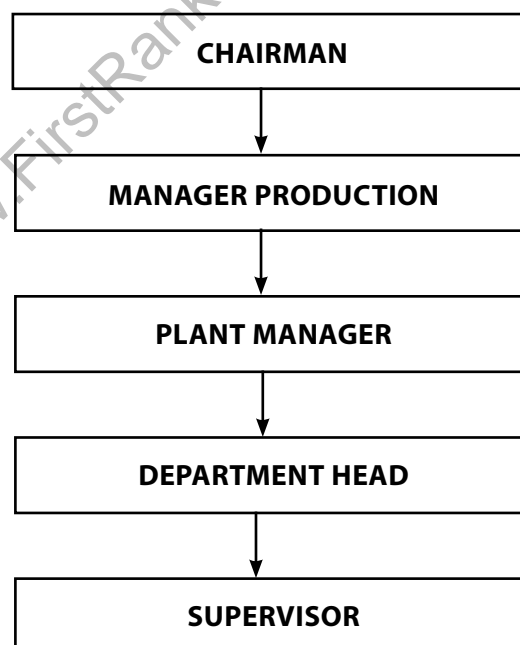 CHAIRMAN
MANAGER PRODUCTION
PLANT MANAGER
DEPARTMENT HEAD
SUPERVISOR